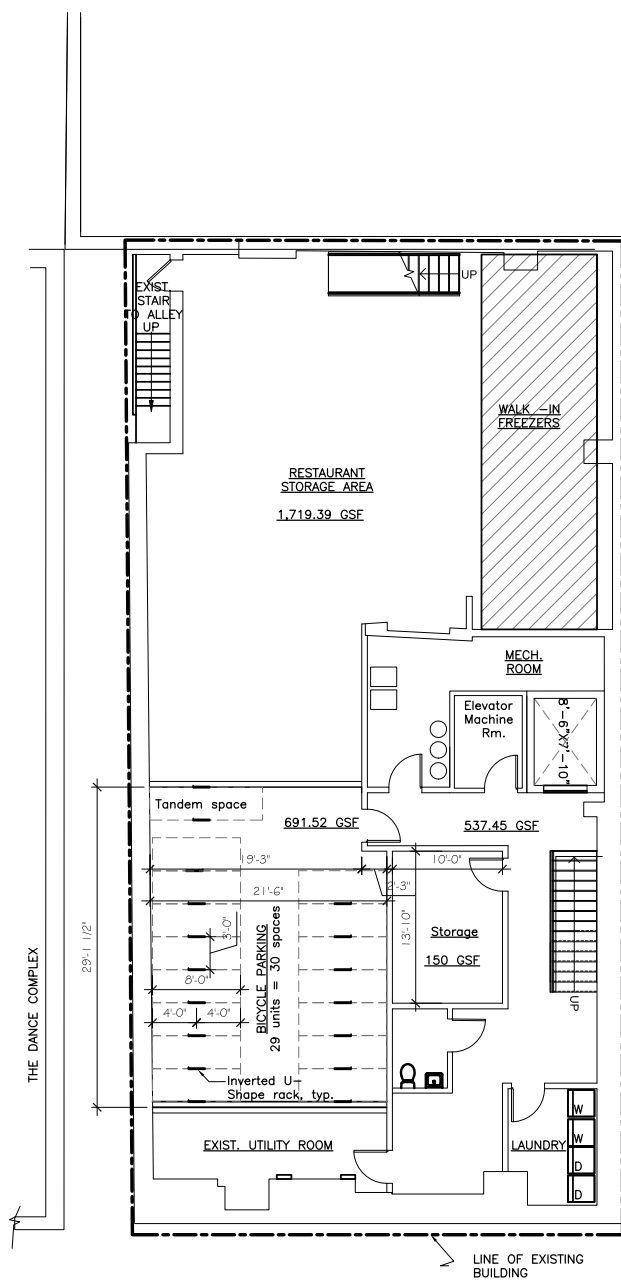 UP
EXIST.
STAIR
TO ALLEY
UP
WALK -IN
FREEZERS
RESTAURANT
STORAGE AREA
1,719.39 GSF
MECH.
ROOM
Elevator
Machine
Rm.
8'-6"X7'-10"
Tandem space
691.52 GSF
537.45 GSF
19'-3"
10'-0"
2'-3"
21'-6"
13'-10"
3'-0"
Storage
150 GSF
BICYCLE PARKING
29 units = 30 spaces
8'-0"
4'-0"
4'-0"
29'-1 1/2"
UP
THE DANCE COMPLEX
Inverted U-
Shape rack, typ.
EXIST. UTILITY ROOM
LAUNDRY
W
W
D
D
LINE OF EXISTING
BUILDING